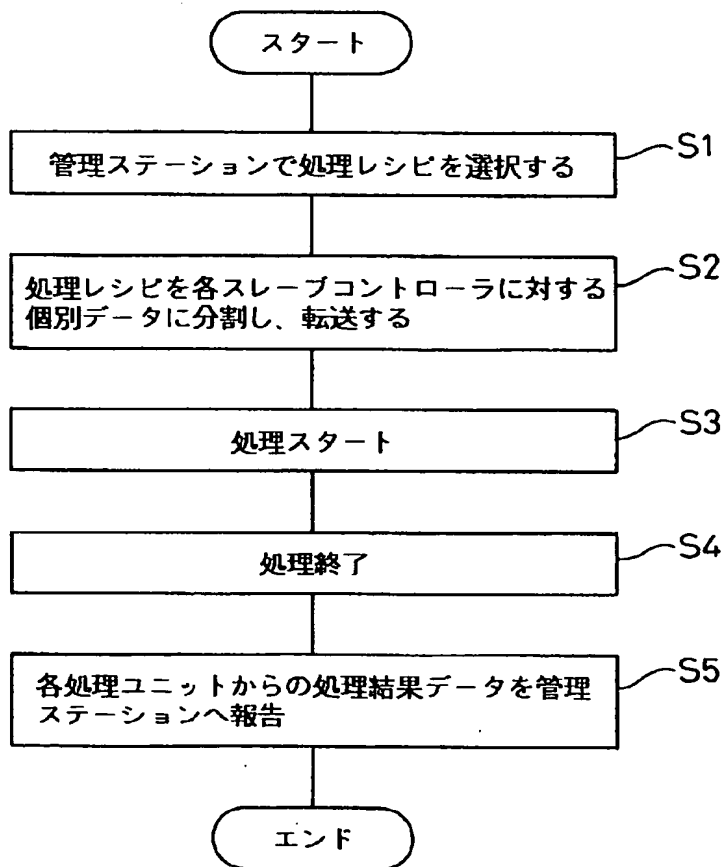 スタート
管理ステーションで処理レシピを選択する
S1
処理レシピを各スレーブコントローラに対する
個別データに分割し、転送する
S2
処理スタート
S3
処理終了
S4
各処理ユニットからの処理結果データを管理
ステーションへ報告
S5
エンド